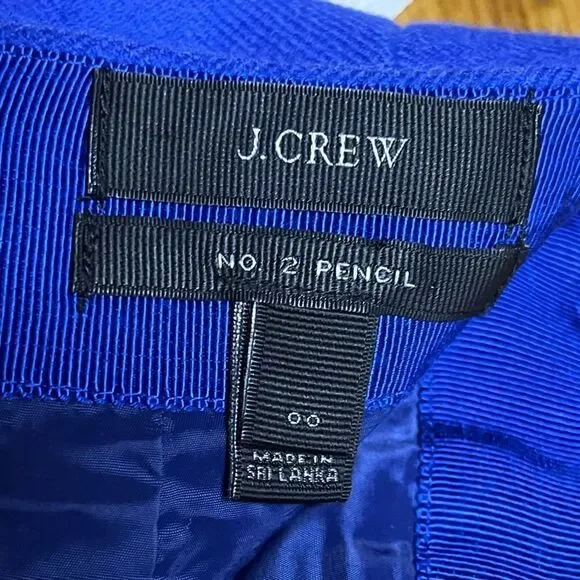 J.CREW
NO. 2 PENCIL
00
MADE IN
SRI LANKA